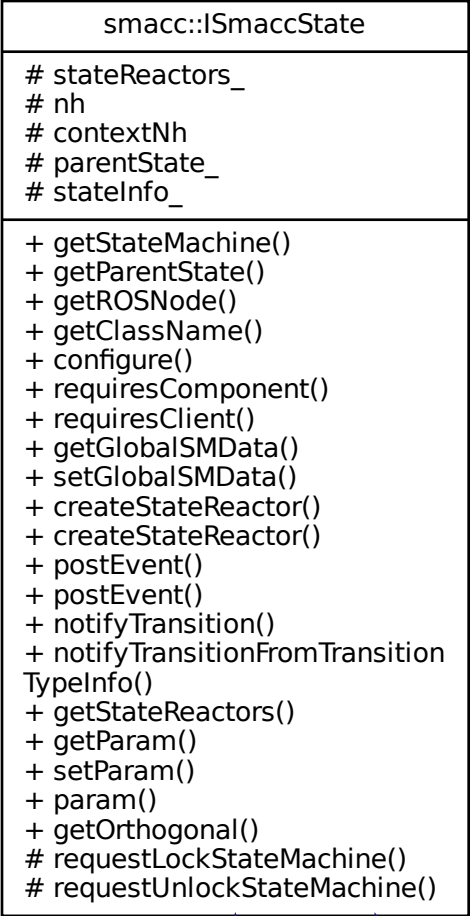 smacc::ISmaccState
# stateReactors_
# nh
# contextNh
# parentState_
# stateInfo_
+ getStateMachine()
+ getParentState()
+ getROSNode()
+ getClassName()
+ configure()
+ requiresComponent()
+ requiresClient()
+ getGlobalSMData()
+ setGlobalSMData()
+ createStateReactor()
+ createStateReactor()
+ postEvent()
+ postEvent()
+ notifyTransition()
+ notifyTransitionFromTransition
TypeInfo()
+ getStateReactors()
+ getParam()
+ setParam()
+ param()
+ getOrthogonal()
# requestLockStateMachine()
# requestUnlockStateMachine()